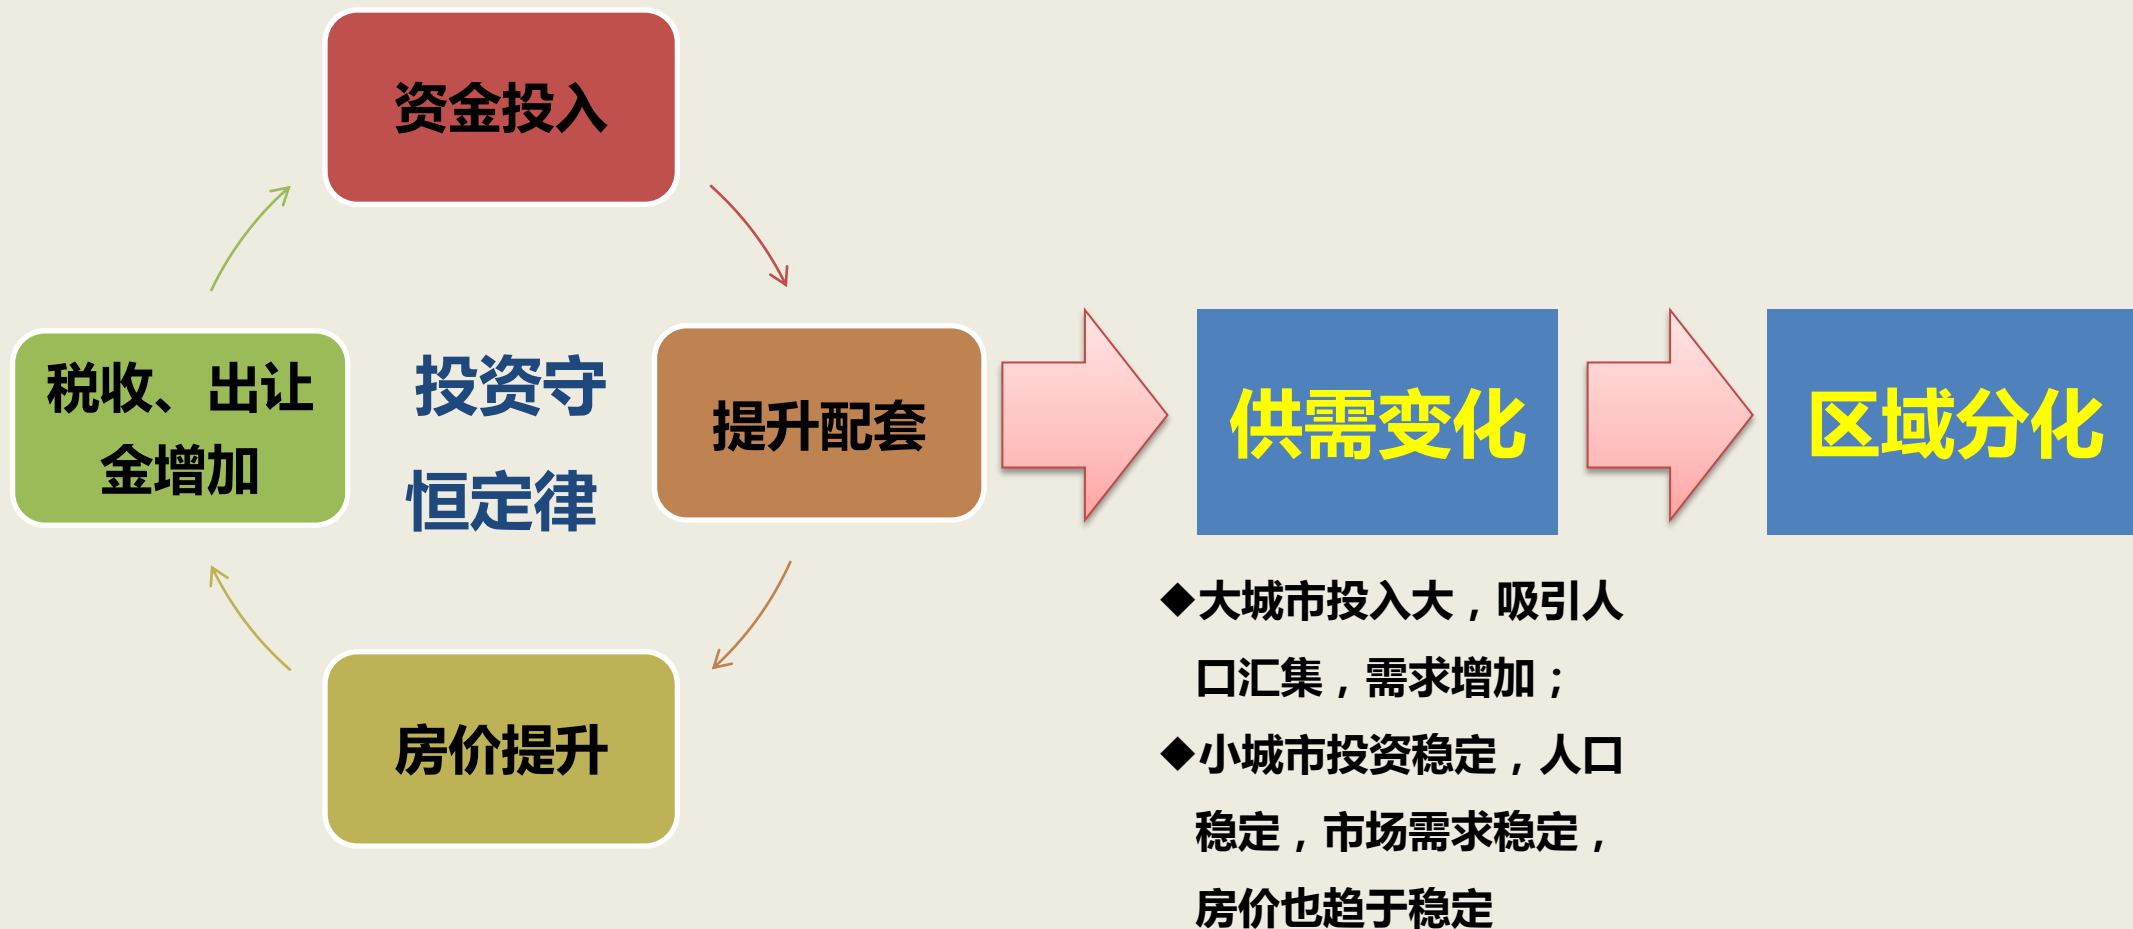 资金投入
税收、出让
金增加
投资守
恒定律
提升配套
房价提升
供需变化
区域分化
◆大城市投入大，吸引人
口汇集，需求增加；
◆小城市投资稳定，人口
稳定，市场需求稳定，
房价也趋于稳定